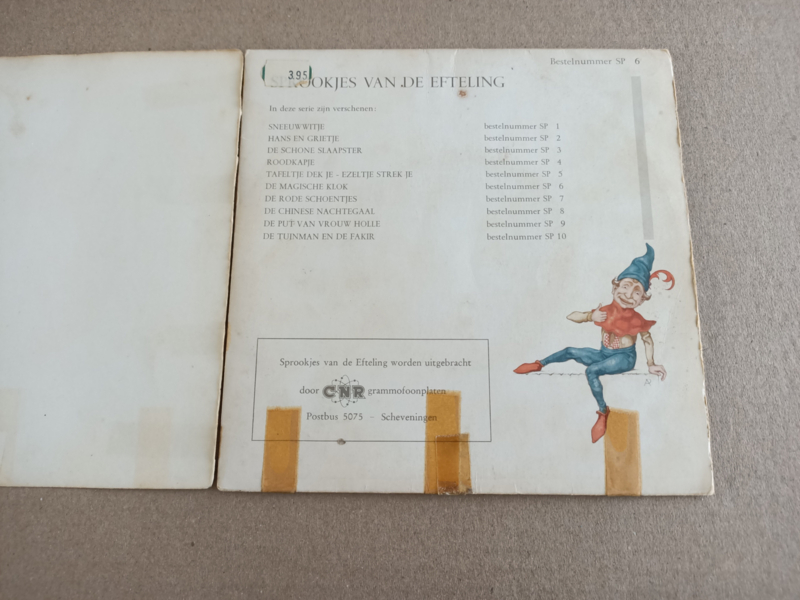 Bestelnummer SP 6
3.95
SPROOKJES VAN DE EFTELING
In deze serie zijn verschenen:
SNEEUWWITJE bestelnummer SP 1
HANS EN GRIETJE bestelnummer SP 2
DE SCHONE SLAAPSTER bestelnummer SP 3
ROODKAPJE bestelnummer SP 4
TAFELTJE DEK JE - EZELTJE STREK JE bestelnummer SP 5
DE MAGISCHE KLOK bestelnummer SP 6
DE RODE SCHOENTJES bestelnummer SP 7
DE CHINESE NACHTEGAAL bestelnummer SP 8
DE PUT VAN VROUW HOLLE bestelnummer SP 9
DE TUINMAN EN DE FAKIR bestelnummer SP 10
Sprookjes van de Efteling worden uitgebracht
door CNR grammofoonplaten
Postbus 5075 - Scheveningen